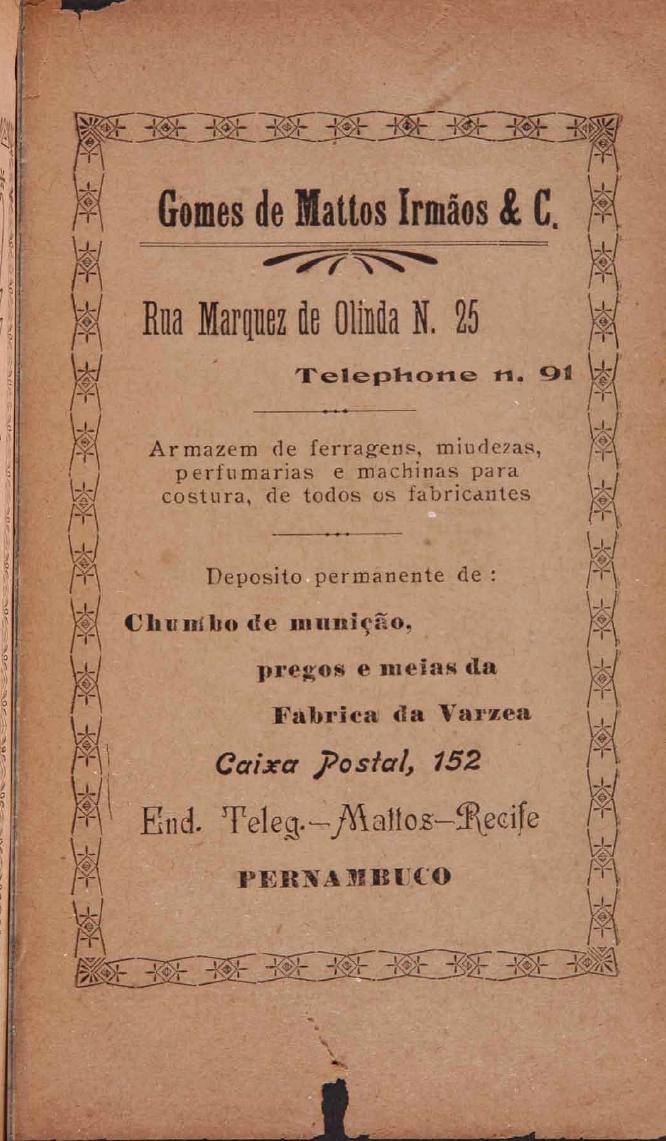 Gomes de Mattos Irmãos & C.
Rua Marquez de Olinda N. 25
Telephone n. 91
Armazem de ferragens, miudezas,
perfumarias e machinas para
costura, de todos os fabricantes
Deposito permanente de :
Chumbo de munição,
pregos e meias da
Fabrica da Varzea
Caixa Postal, 152
End. Teleg.—Mattos—Recife
PERNAMBUCO